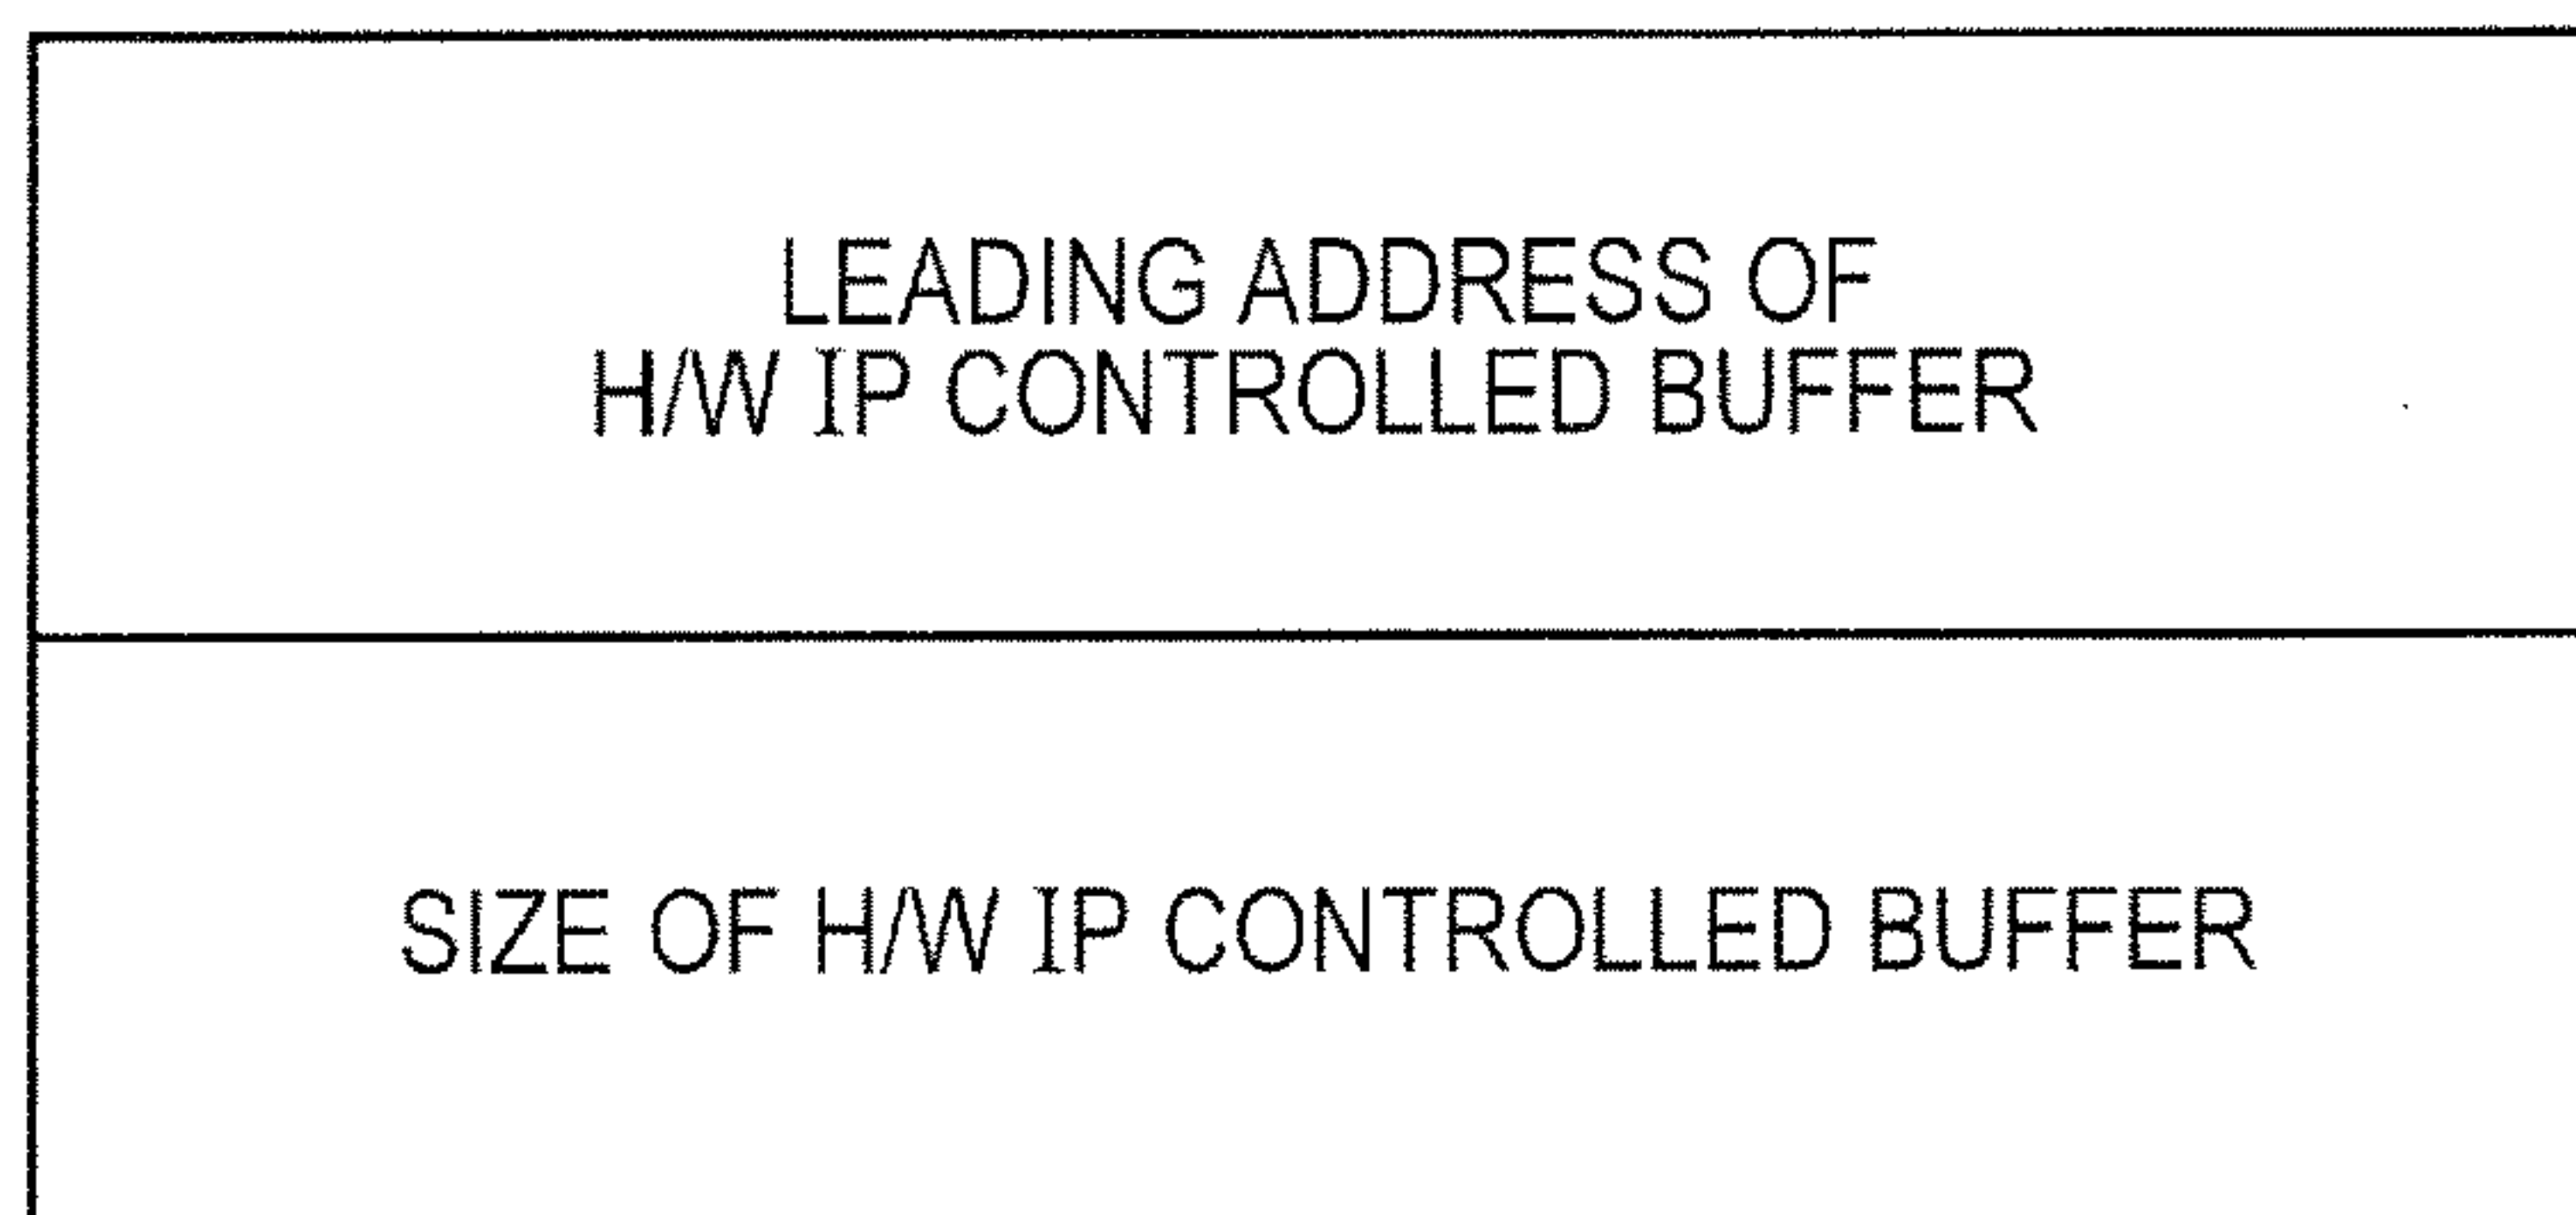 LEADING ADDRESS OF
H/W IP CONTROLLED BUFFER
SIZE OF H/W IP CONTROLLED BUFFER